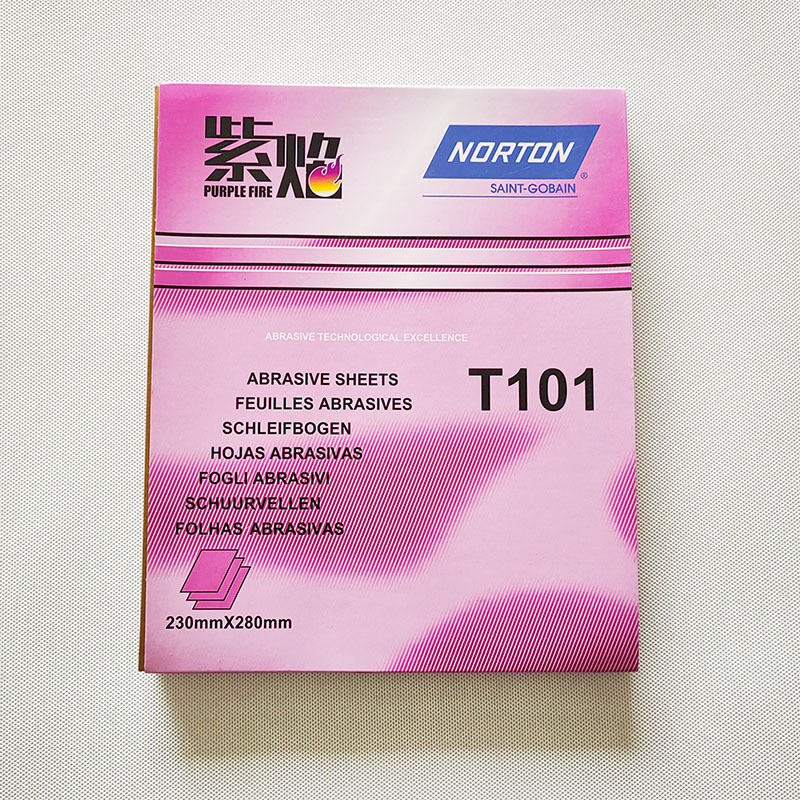 紫焰
PURPLE FIRE
NORTON
®
SAINT-GOBAIN
ABRASIVE TECHNOLOGICAL EXCELLENCE
T101
ABRASIVE SHEETS
FEUILLES ABRASIVES
SCHLEIFBOGEN
HOJAS ABRASIVAS
FOGLI ABRASIVI
SCHUURVELLEN
FOLHAS ABRASIVAS
230mmX280mm